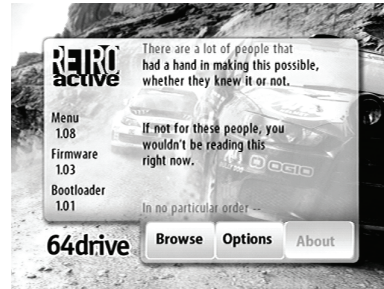 RETRO
active
Menu
1.08
Firmware
1.03
Bootloader
1.01
There are a lot of people that
had a hand in making this possible,
whether they knew it or not.
If not for these people, you
wouldn't be reading this
right now.
In no particular order --
OGIO
64drive
Browse
Options
About